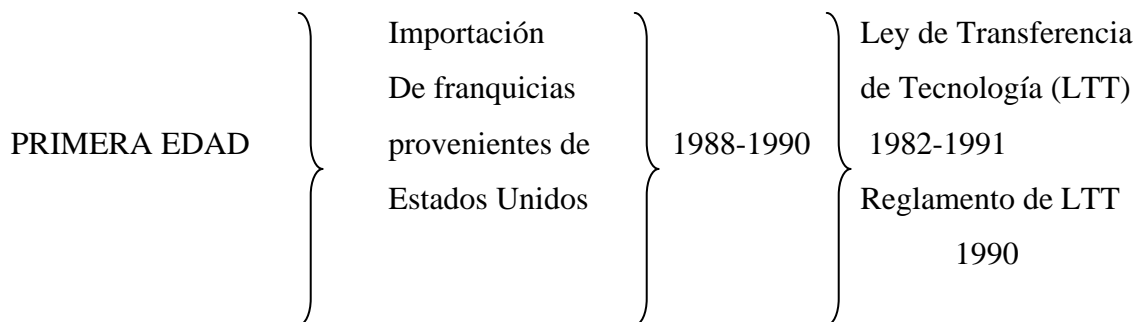 PRIMERA EDAD
Importación
De franquicias
provenientes de
Estados Unidos
1988-1990
Ley de Transferencia
de Tecnología (LTT)
1982-1991
Reglamento de LTT
1990